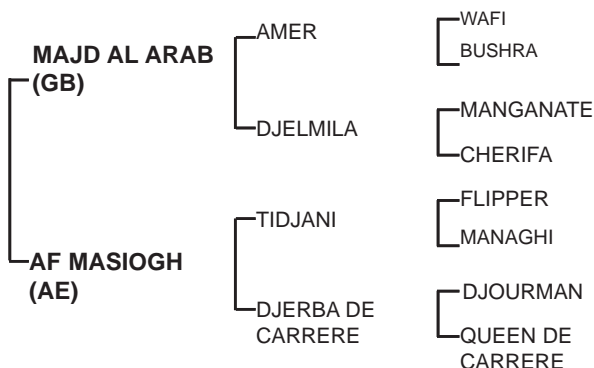 MAJD AL ARAB
(GB)
AF MASIOGH
(AE)
AMER
DJELMILA
TIDJANI
DJERBA DE
CARRERE
WAFI
BUSHRA
MANGANATE
CHERIFA
FLIPPER
MANAGHI
DJOURMAN
QUEEN DE
CARRERE